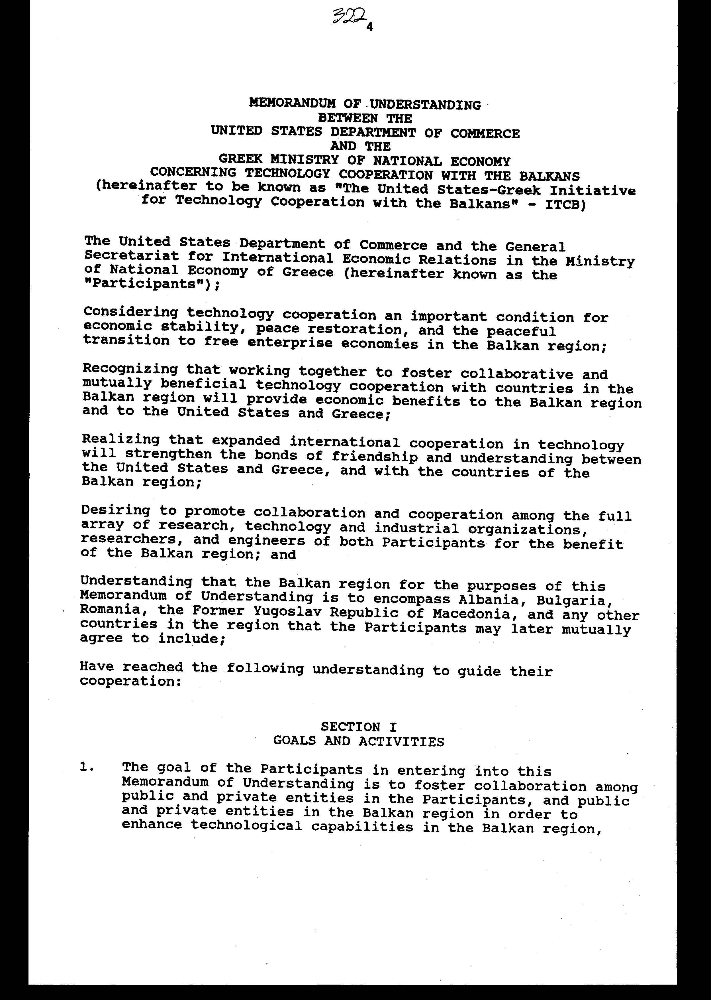 322
4
MEMORANDUM OF UNDERSTANDING
BETWEEN THE
UNITED STATES DEPARTMENT OF COMMERCE
AND THE
GREEK MINISTRY OF NATIONAL ECONOMY
CONCERNING TECHNOLOGY COOPERATION WITH THE BALKANS
(hereinafter to be known as "The United States-Greek Initiative
for Technology Cooperation with the Balkans" - ITCB)
The United States Department of Commerce and the General
Secretariat for International Economic Relations in the Ministry
of National Economy of Greece (hereinafter known as the
"Participants");
Considering technology cooperation an important condition for
economic stability, peace restoration, and the peaceful
transition to free enterprise economies in the Balkan region;
Recognizing that working together to foster collaborative and
mutually beneficial technology cooperation with countries in the
Balkan region will provide economic benefits to the Balkan region
and to the United States and Greece;
Realizing that expanded international cooperation in technology
will strengthen the bonds of friendship and understanding between
the United States and Greece, and with the countries of the
Balkan region;
Desiring to promote collaboration and cooperation among the full
array of research, technology and industrial organizations,
researchers, and engineers of both Participants for the benefit
of the Balkan region; and
Understanding that the Balkan region for the purposes of this
Memorandum of Understanding is to encompass Albania, Bulgaria,
Romania, the Former Yugoslav Republic of Macedonia, and any other
countries in the region that the Participants may later mutually
agree to include;
Have reached the following understanding to guide their
cooperation:
SECTION I
GOALS AND ACTIVITIES
1. The goal of the Participants in entering into this
Memorandum of Understanding is to foster collaboration among
public and private entities in the Participants, and public
and private entities in the Balkan region in order to
enhance technological capabilities in the Balkan region,